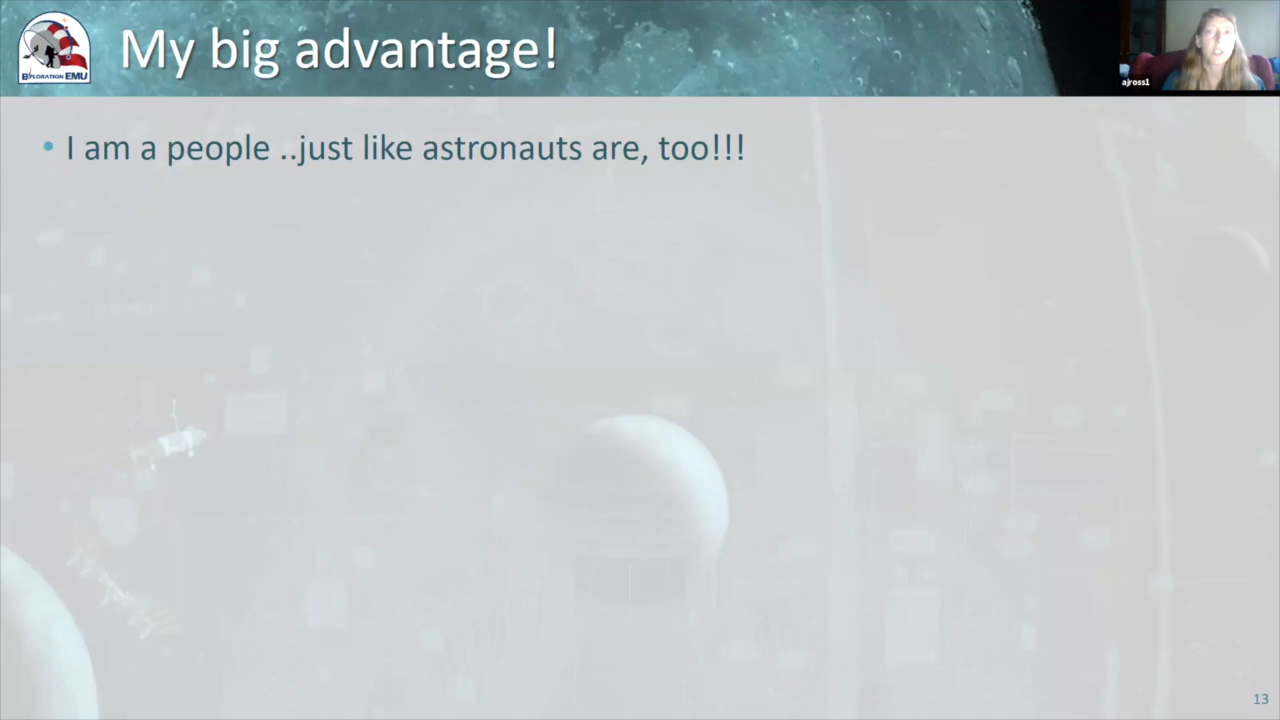 My big advantage!
EXPLORATION EMU
ajross1
• I am a people ..just like astronauts are, too!!!
13